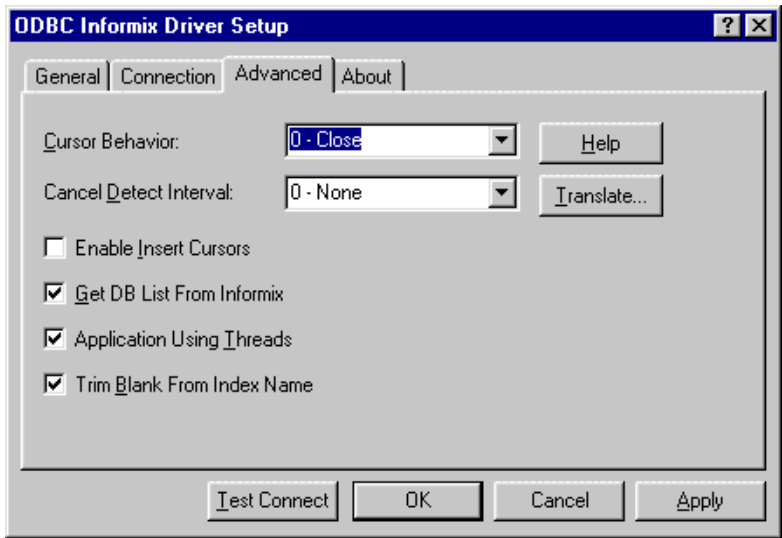 ODBC Informix Driver Setup ? X
General Connection Advanced About
Cursor Behavior: 0 - Close Help
Cancel Detect Interval: 0 - None Translate...
Enable Insert Cursors
Get DB List From Informix
Application Using Threads
Trim Blank From Index Name
Test Connect OK Cancel Apply